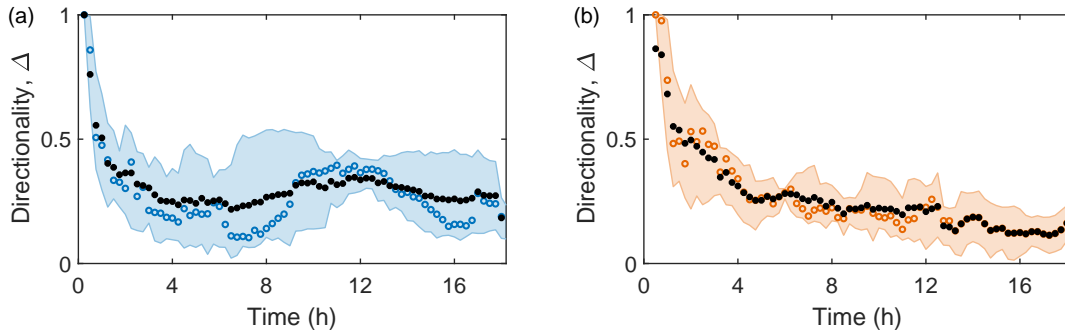 (a)
1
0.5
0
Directionality, Δ
0 4 8 12 16
Time (h)
(b)
1
0.5
0
Directionality, Δ
0 4 8 12 16
Time (h)